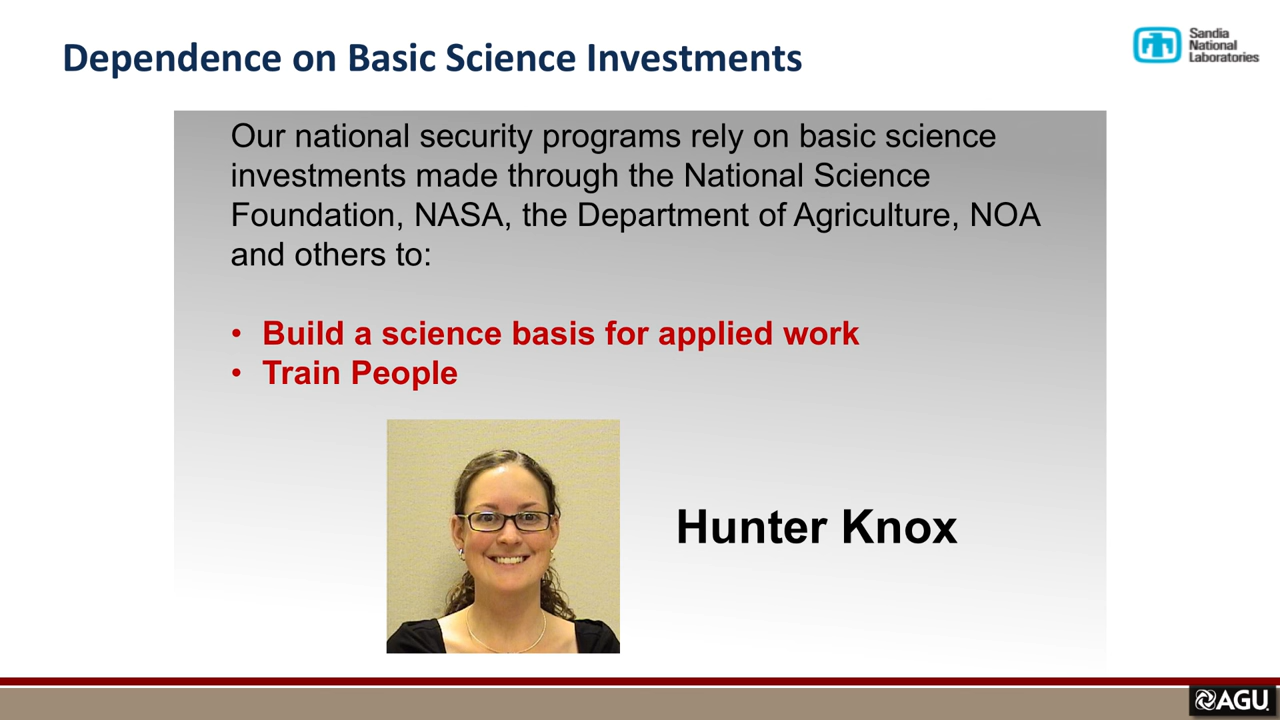 Dependence on Basic Science Investments
Sandia
National
Laboratories
Our national security programs rely on basic science
investments made through the National Science
Foundation, NASA, the Department of Agriculture, NOA
and others to:
• Build a science basis for applied work
• Train People
Hunter Knox
AGU